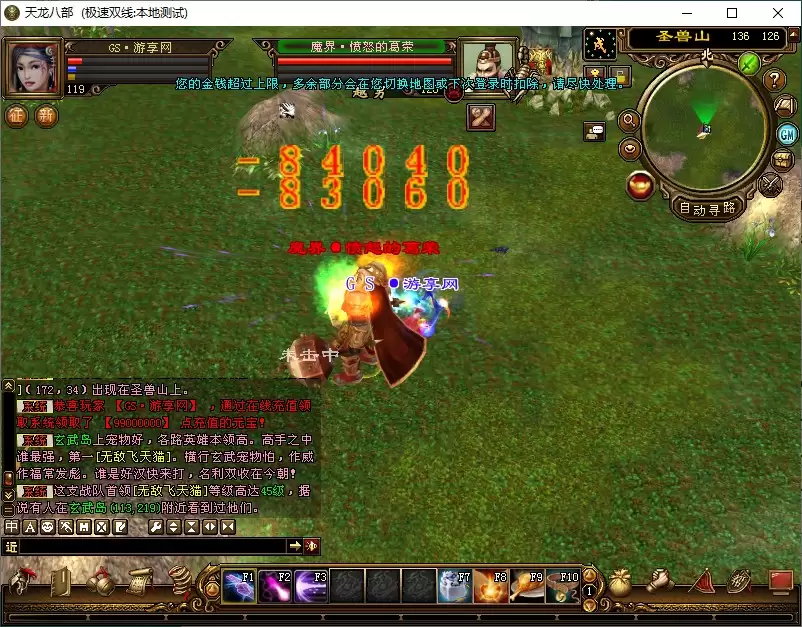 天龙八部 (极速双线:本地测试)
GS·游享网
魔界·愤怒的葛荣
圣兽山 136 126
北
119
您的金钱超过上限，多余部分会在您切换地图或下次登录时扣除，请尽快处理。
征 新
GM
-84040
-83060
自动寻路
魔界·愤怒的葛荣
GS·游享网
未击中
](172,34)出现在圣兽山上。
系统 恭喜玩家【GS·游享网】，通过在线充值领
取系统领取了【99000000】点充值的元宝!
系统 玄武岛上宠物好，各路英雄本领高。高手之中
谁最强，第一[无敌飞天猫]。横行玄武宠物怕，作威
作福常发彪。谁是好汉快来打，名利双收在今朝!
系统 这支战队首领[无敌飞天猫]等级高达45级，据
说有人在玄武岛(113,219)附近看到过他们。
中 A
近
F1 F2 F3 F7 F8 F9 F10
1